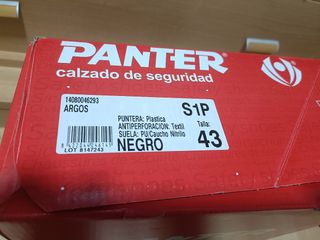 PANTER
calzado de seguridad
14080046293
ARGOS
S1P
PUNTERA: Plastica
ANTIPERFORACIÓN: Textil
SUELA: PU/Caucho Nitrilo
Talla:
43
NEGRO
LOT 8147243